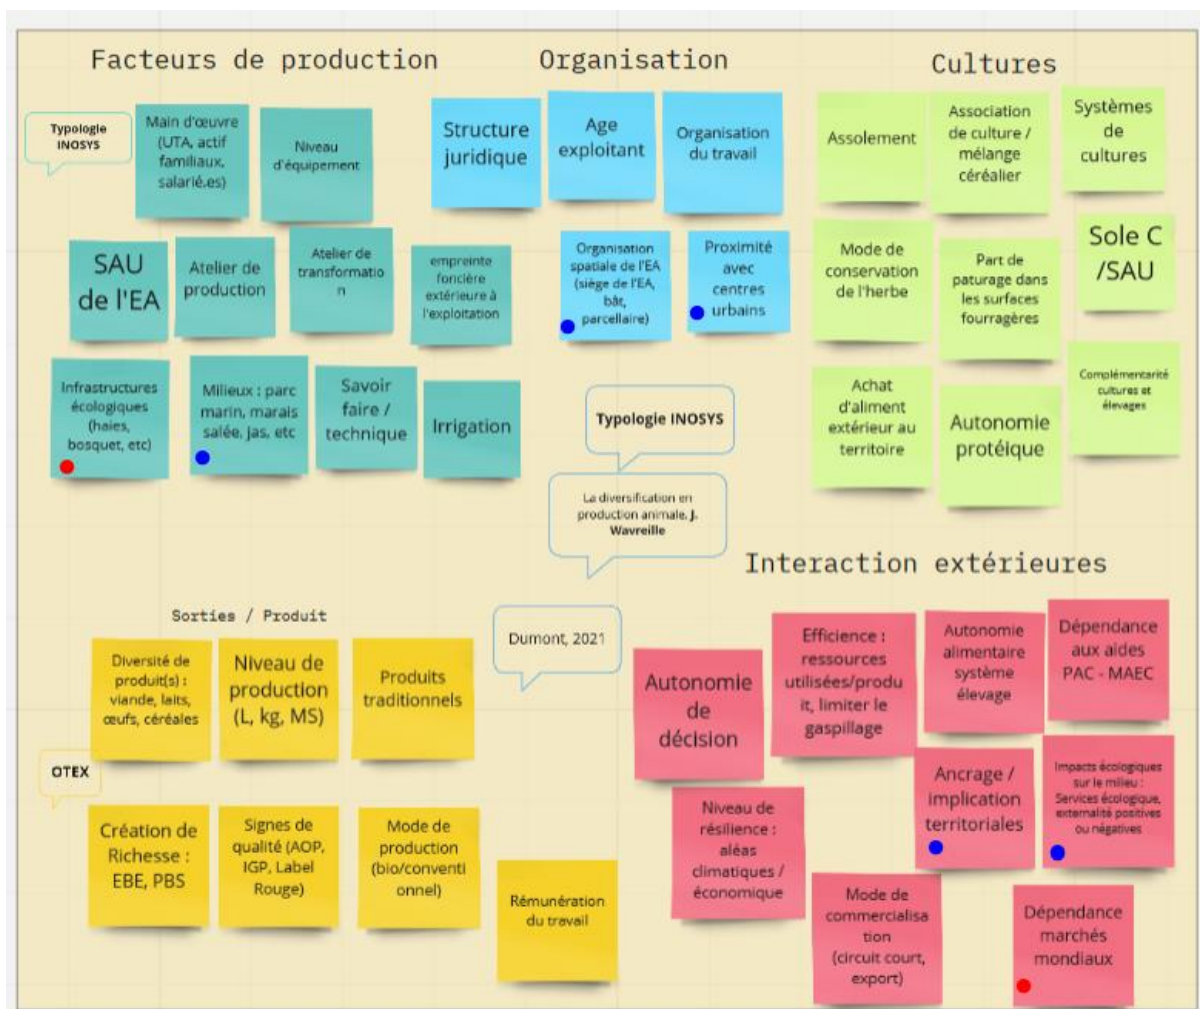 Facteurs de production
Typologie
INOSYS
Main d'œuvre
(UTA, actif
familiaux,
salarié.es)
Niveau
d'équipement
SAU
de l'EA
Atelier de
production
Atelier de
transformatio
n
empreinte
foncière
extérieure à
l'exploitation
Infrastructures
écologiques
(haies,
bosquet, etc)
Milieux : parc
marin, marais
salée, jas, etc
Savoir
faire /
technique
Irrigation
Organisation
Structure
juridique
Age
exploitant
Organisation
du travail
Organisation
spatiale de l'EA
(siège de l'EA,
bât,
parcellaire)
Proximité
avec
centres
urbains
Typologie INOSYS
La diversification en
production animale. J.
Wavreille
Cultures
Assolement
Association
de culture /
mélange
céréalier
Systèmes
de
cultures
Mode de
conservation
de l'herbe
Part de
paturage dans
les surfaces
fourragères
Sole C
/SAU
Achat
d'aliment
extérieur au
territoire
Autonomie
protéique
Complémentarité
cultures et
élevages
Sorties / Produit
Diversité de
produit(s) :
viande, laits,
œufs, céréales
Niveau de
production
(L, kg, MS)
Produits
traditionnels
OTEX
Création de
Richesse :
EBE, PBS
Signes de
qualité (AOP,
IGP, Label
Rouge)
Mode de
production
(bio/conventi
onnel)
Rémunération
du travail
Dumont, 2021
Interaction extérieures
Autonomie
de
décision
Efficience :
ressources
utilisées/produ
it, limiter le
gaspillage
Autonomie
alimentaire
système
élevage
Dépendance
aux aides
PAC - MAEC
Niveau de
résilience :
aléas
climatiques /
économique
Ancrage /
implication
territoriales
Impacts écologiques
sur le milieu :
Services écologique,
externalité positives
ou négatives
Mode de
commercialisa
tion
(circuit court,
export)
Dépendance
marchés
mondiaux